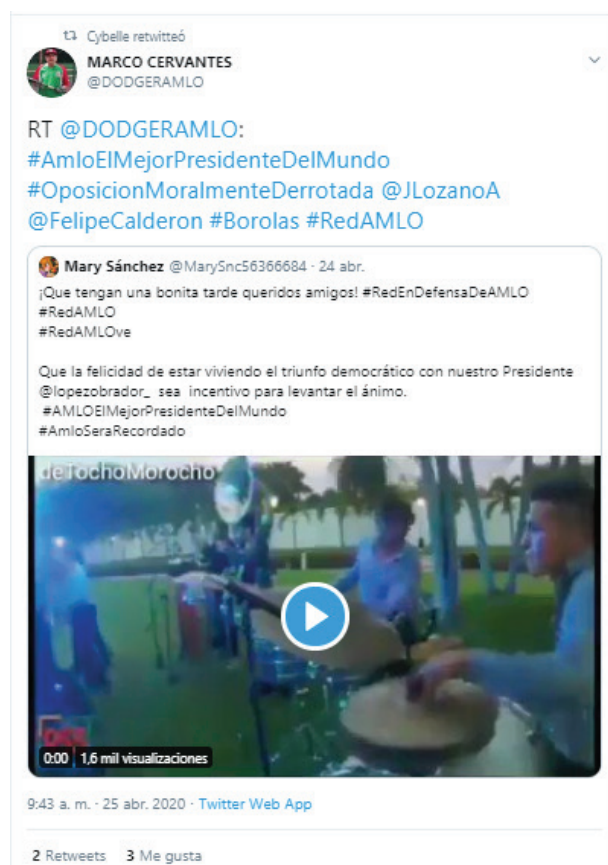 Cybelle retwitteó
MARCO CERVANTES
@DODGERAMLO
RT @DODGERAMLO:
#AmloElMejorPresidenteDelMundo
#OposicionMoralmenteDerrotada @JLozanoA
@FelipeCalderon #Borolas #RedAMLO
Mary Sánchez @MarySnc56366684 · 24 abr.
¡Que tengan una bonita tarde queridos amigos! #RedEnDefensaDeAMLO
#RedAMLO
#RedAMLOve
Que la felicidad de estar viviendo el triunfo democrático con nuestro Presidente
@lopezobrador_ sea incentivo para levantar el ánimo.
#AMLOElMejorPresidenteDelMundo
#AmloSeraRecordado
deTochoMorocho
0:00 1,6 mil visualizaciones
9:43 a. m. · 25 abr. 2020 · Twitter Web App
2 Retweets 3 Me gusta